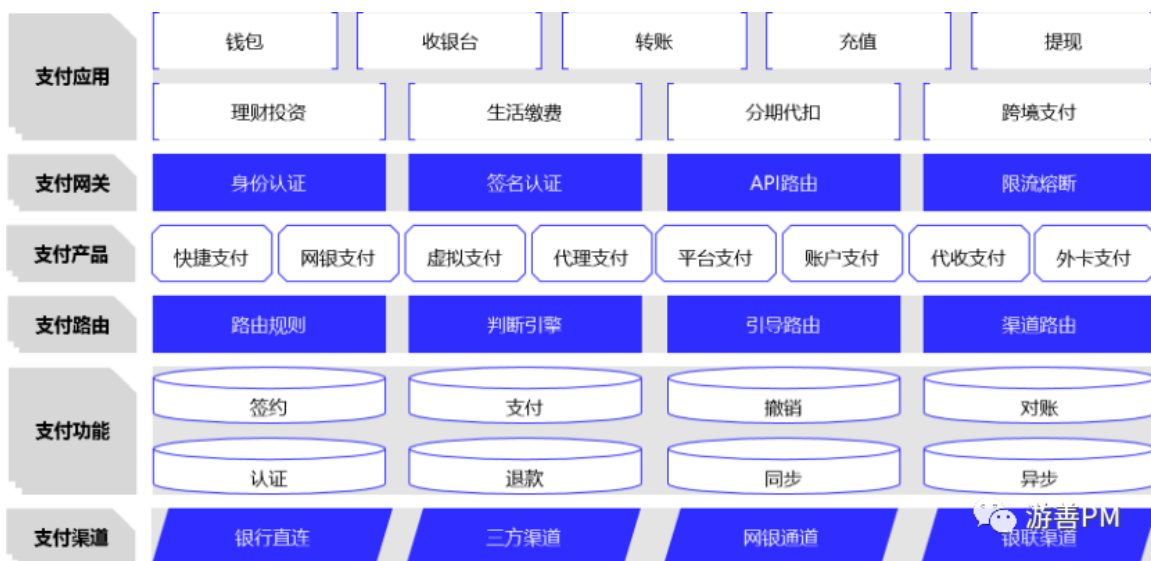 支付应用
钱包 收银台 转账 充值 提现
理财投资 生活缴费 分期代扣 跨境支付
支付网关 身份认证 签名认证 API路由 限流熔断
支付产品 快捷支付 网银支付 虚拟支付 代理支付 平台支付 账户支付 代收支付 外卡支付
支付路由 路由规则 判断引擎 引导路由 渠道路由
支付功能
签约 支付 撤销 对账
认证 退款 同步 异步
支付渠道 银行直连 三方渠道 网银通道 银联渠道
游善PM